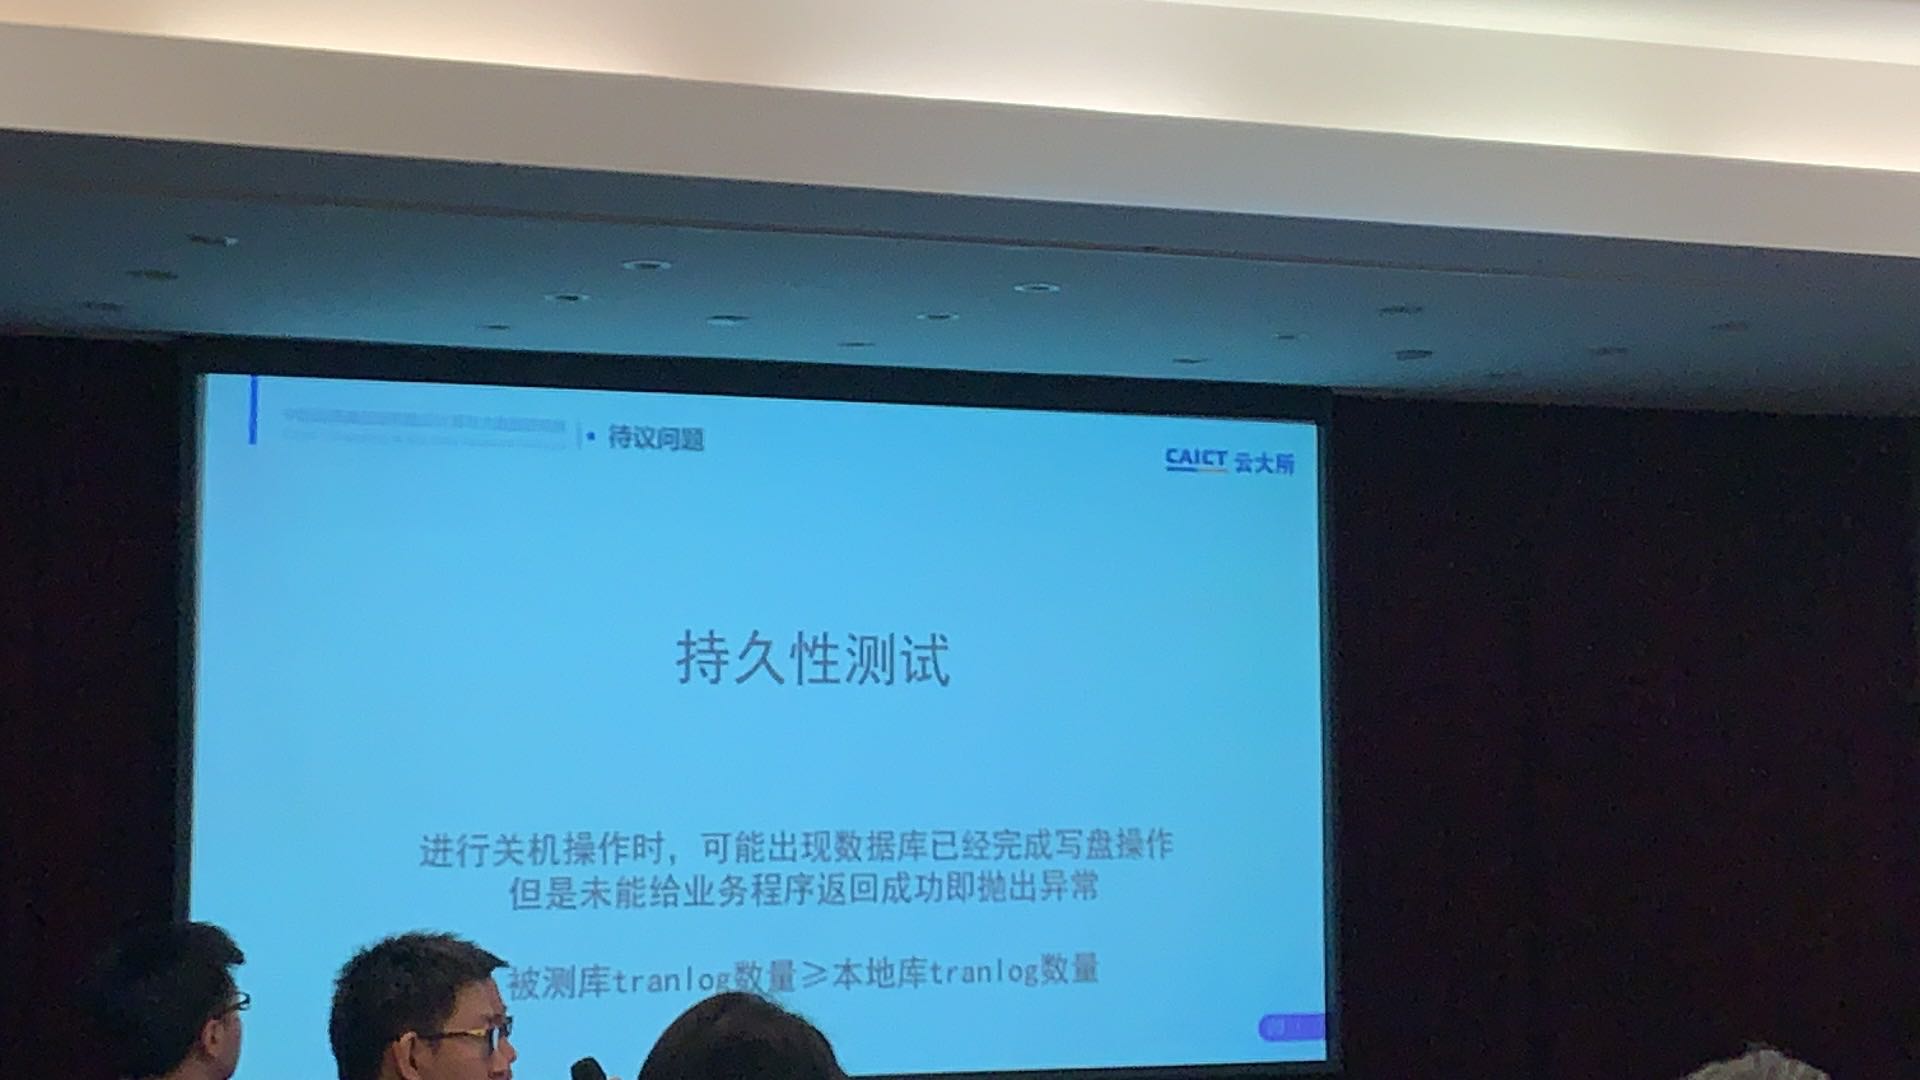 • 待议问题
CAICT 云大所
持久性测试
进行关机操作时，可能出现数据库已经完成写盘操作
但是未能给业务程序返回成功即抛出异常
被测库tranlog数量≥本地库tranlog数量